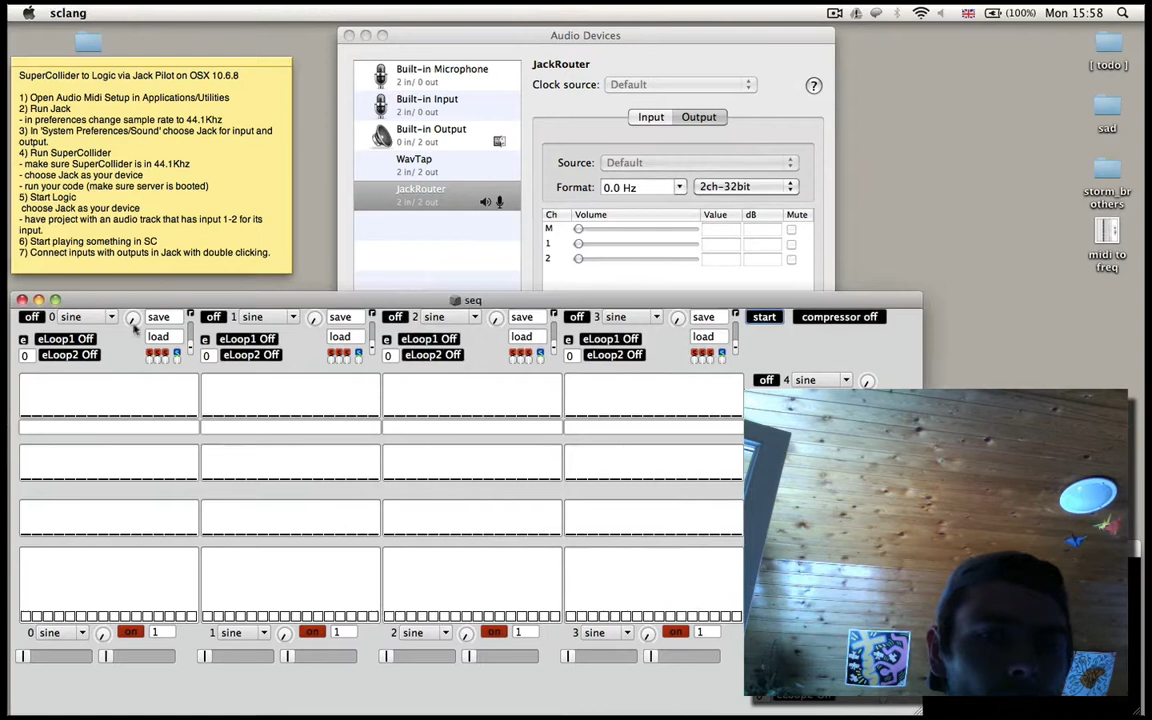 sclang
(100%) Mon 15:58
SuperCollider to Logic via Jack Pilot on OSX 10.6.8
1) Open Audio Midi Setup in Applications/Utilities
2) Run Jack
- in preferences change sample rate to 44.1Khz
3) In 'System Preferences/Sound' choose Jack for input and
output.
4) Run SuperCollider
- make sure SuperCollider is in 44.1Khz
- choose Jack as your device
- run your code (make sure server is booted)
5) Start Logic
choose Jack as your device
- have project with an audio track that has input 1-2 for its
input.
6) Start playing something in SC
7) Connect inputs with outputs in Jack with double clicking.
Audio Devices
Built-in Microphone
2 in/ 0 out
Built-in Input
2 in/ 0 out
Built-in Output
0 in/ 2 out
WavTap
2 in/ 2 out
JackRouter
2 in/ 2 out
JackRouter
Clock source: Default ?
Input Output
Source: Default
Format: 0.0 Hz 2ch-32bit
Ch Volume Value dB Mute
M
1
2
[ todo ]
sad
storm_br
others
midi to
freq
seq
off 0 sine save off 1 sine save off 2 sine save off 3 sine save start compressor off
load load load load
e eLoop1 Off e eLoop1 Off e eLoop1 Off e eLoop1 Off
0 eLoop2 Off 0 eLoop2 Off 0 eLoop2 Off 0 eLoop2 Off
off 4 sine
0 sine on 1 1 sine on 1 2 sine on 1 3 sine on 1